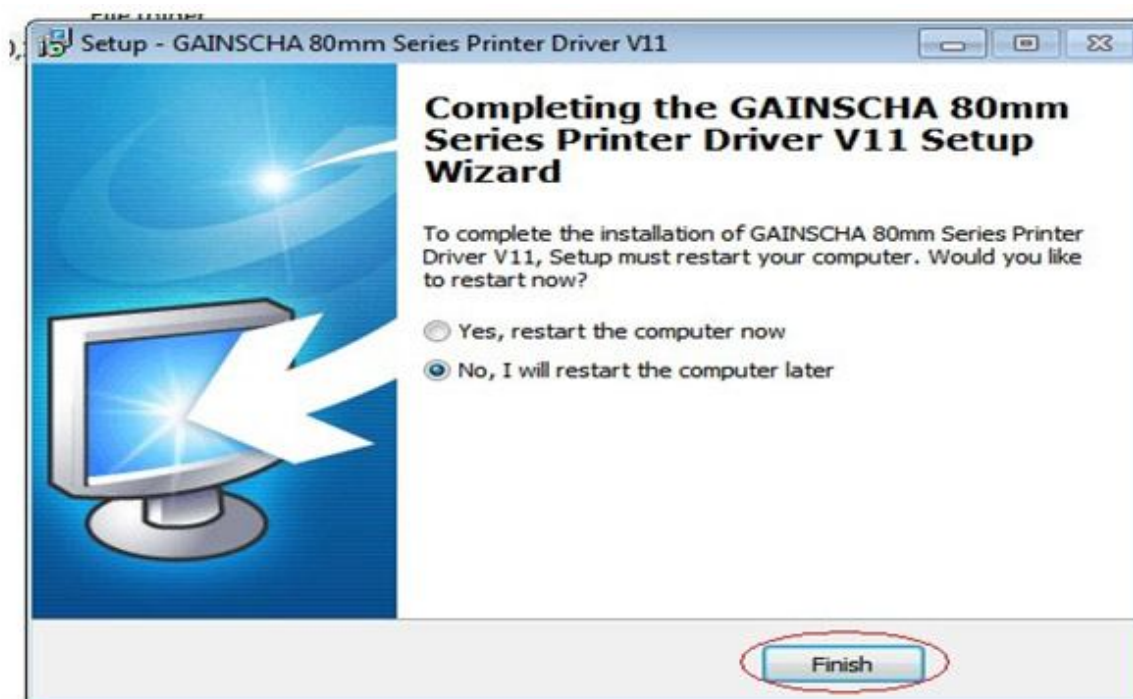 File folder
Setup - GAINSCHA 80mm Series Printer Driver V11
Completing the GAINSCHA 80mm
Series Printer Driver V11 Setup
Wizard
To complete the installation of GAINSCHA 80mm Series Printer
Driver V11, Setup must restart your computer. Would you like
to restart now?
Yes, restart the computer now
No, I will restart the computer later
Finish